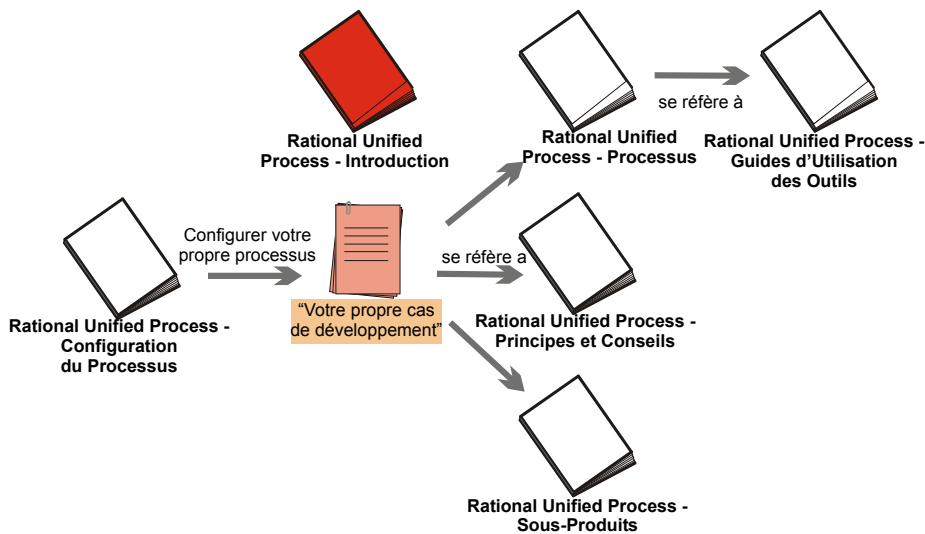 Rational Unified
Process - Introduction
Rational Unified
Process - Processus
se réfère à
Rational Unified Process -
Guides d'Utilisation
des Outils
Configurer votre
propre processus
se réfère a
"Votre propre cas
de développement"
Rational Unified Process -
Configuration
du Processus
Rational Unified Process -
Principes et Conseils
Rational Unified Process -
Sous-Produits